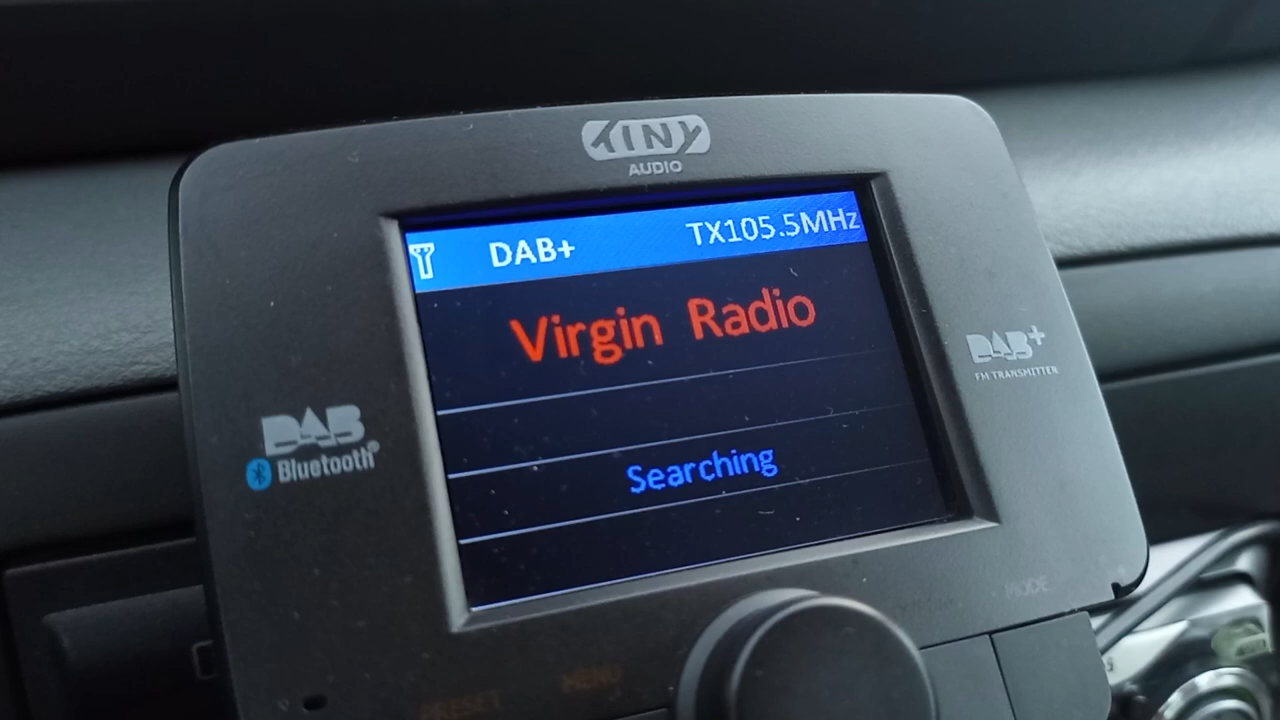 TINY
AUDIO
DAB+ TX105.5MHz
Virgin Radio
DAB+
FM TRANSMITTER
DAB
Bluetooth
Searching
MODE
MENU
PRESET